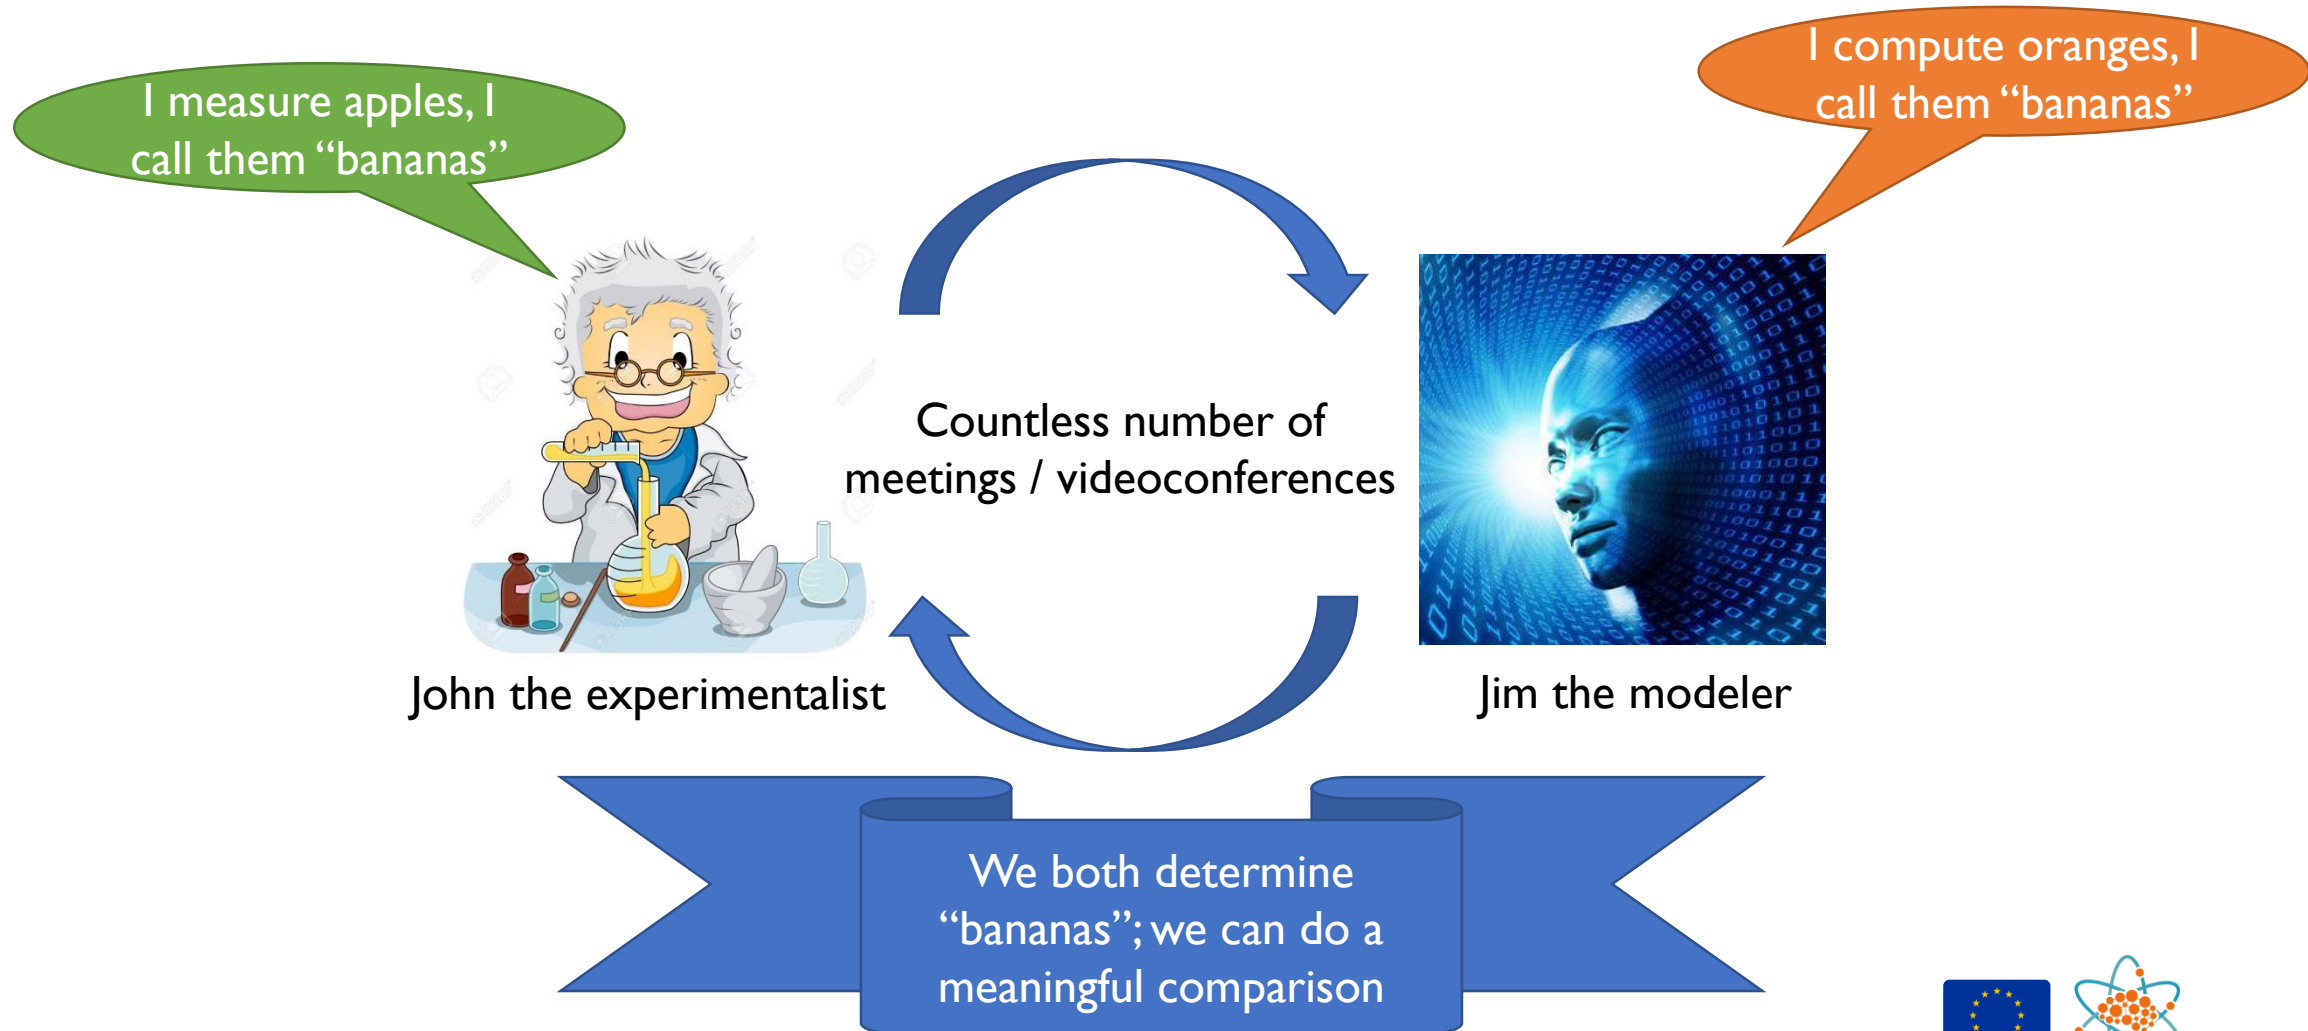 I measure apples, I
call them “bananas”
I compute oranges, I
call them “bananas”
Countless number of
meetings / videoconferences
John the experimentalist
Jim the modeler
We both determine
“bananas”; we can do a
meaningful comparison